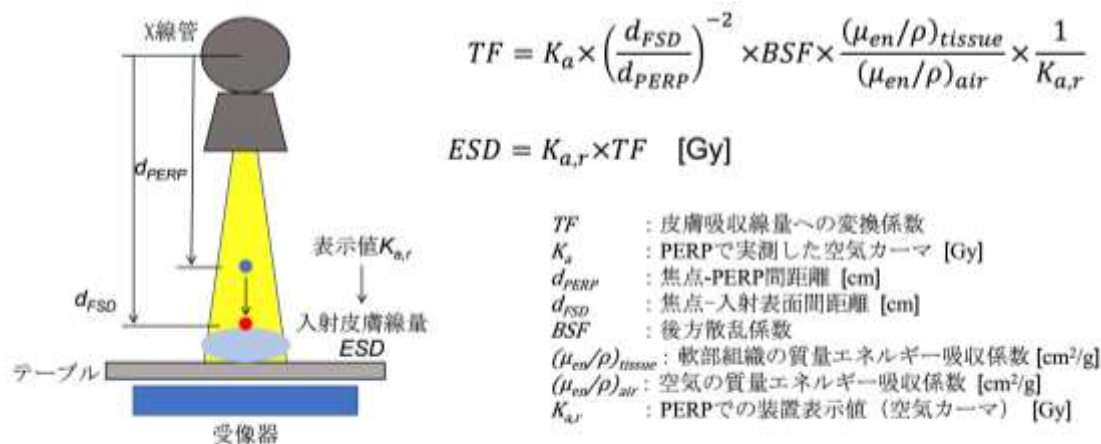 X線管
d_PERP
表示値K_a,r
d_FSD
入射皮膚線量
ESD
テーブル
受像器
TF = K_a × (d_FSD / d_PERP)^−2 × BSF × (μ_en/ρ)_tissue / (μ_en/ρ)_air × 1 / K_a,r
ESD = K_a,r × TF [Gy]
TF : 皮膚吸収線量への変換係数
K_a : PERPで実測した空気カーマ [Gy]
d_PERP : 焦点-PERP間距離 [cm]
d_FSD : 焦点−入射表面間距離 [cm]
BSF : 後方散乱係数
(μ_en/ρ)_tissue : 軟部組織の質量エネルギー吸収係数 [cm²/g]
(μ_en/ρ)_air : 空気の質量エネルギー吸収係数 [cm²/g]
K_a,r : PERPでの装置表示値（空気カーマ） [Gy]